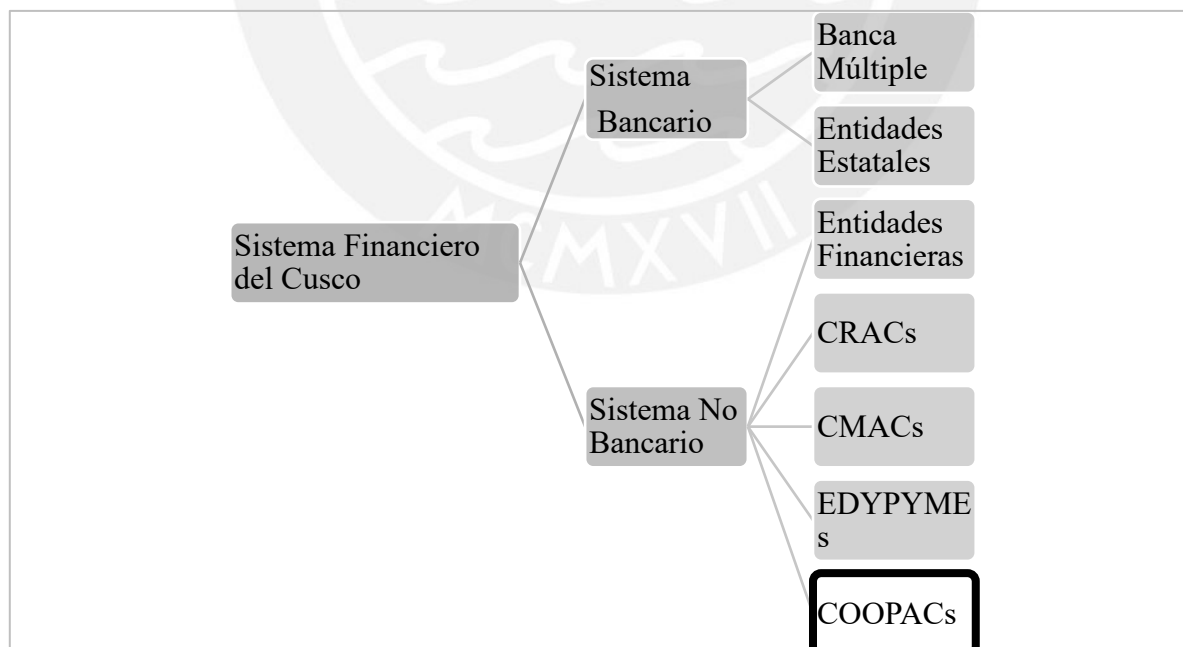 Banca
Múltiple
Sistema
Bancario
Entidades
Estatales
Entidades
Financieras
Sistema Financiero
del Cusco
CRACs
Sistema No
Bancario
CMACs
EDYPYME
s
COOPACs
MCMXVII